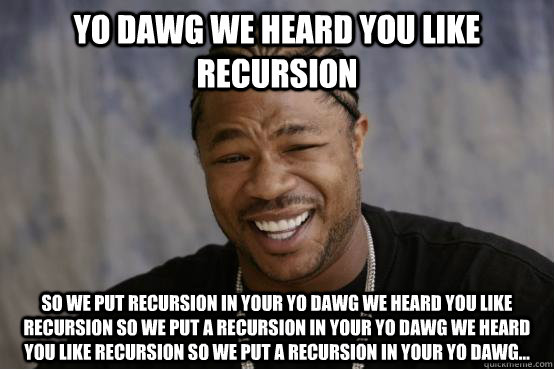 YO DAWG WE HEARD YOU LIKE
RECURSION
SO WE PUT RECURSION IN YOUR YO DAWG WE HEARD YOU LIKE
RECURSION SO WE PUT A RECURSION IN YOUR YO DAWG WE HEARD
YOU LIKE RECURSION SO WE PUT A RECURSION IN YOUR YO DAWG...
quickmeme.com